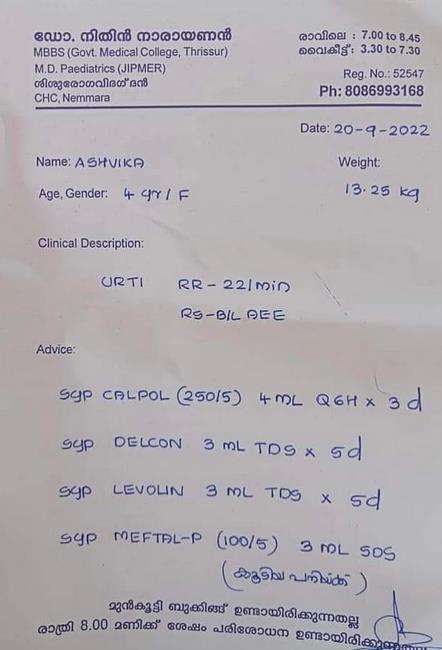 ഡോ. നിതിൻ നാരായണൻ
MBBS (Govt. Medical College, Thrissur)
M.D. Paediatrics (JIPMER)
ശിശുരോഗവിദഗ്ദൻ
CHC, Nemmara
രാവിലെ : 7.00 to 8.45
വൈകീട്ട്: 3.30 to 7.30
Reg. No.: 52547
Ph: 8086993168
Date: 20-9-2022
Name: ASHVIKA
Weight:
Age, Gender: 4 yr / F
13.25 kg
Clinical Description:
URTI RR - 22/min
RS-B/L AEE
Advice:
Syp CALPOL (250/5) 4 mL Q6H x 3 d
Syp DELCON 3 mL TDS x 5d
Syp LEVOLIN 3 mL TDS x 5d
Syp MEFTAL-P (100/5) 3 mL SOS
(കൂടിയ പനിയ്ക്ക്)
മുൻകൂട്ടി ബുക്കിങ്ങ് ഉണ്ടായിരിക്കുന്നതല്ല
രാത്രി 8.00 മണിക്ക് ശേഷം പരിശോധന ഉണ്ടായിരിക്കുന്നതല്ല